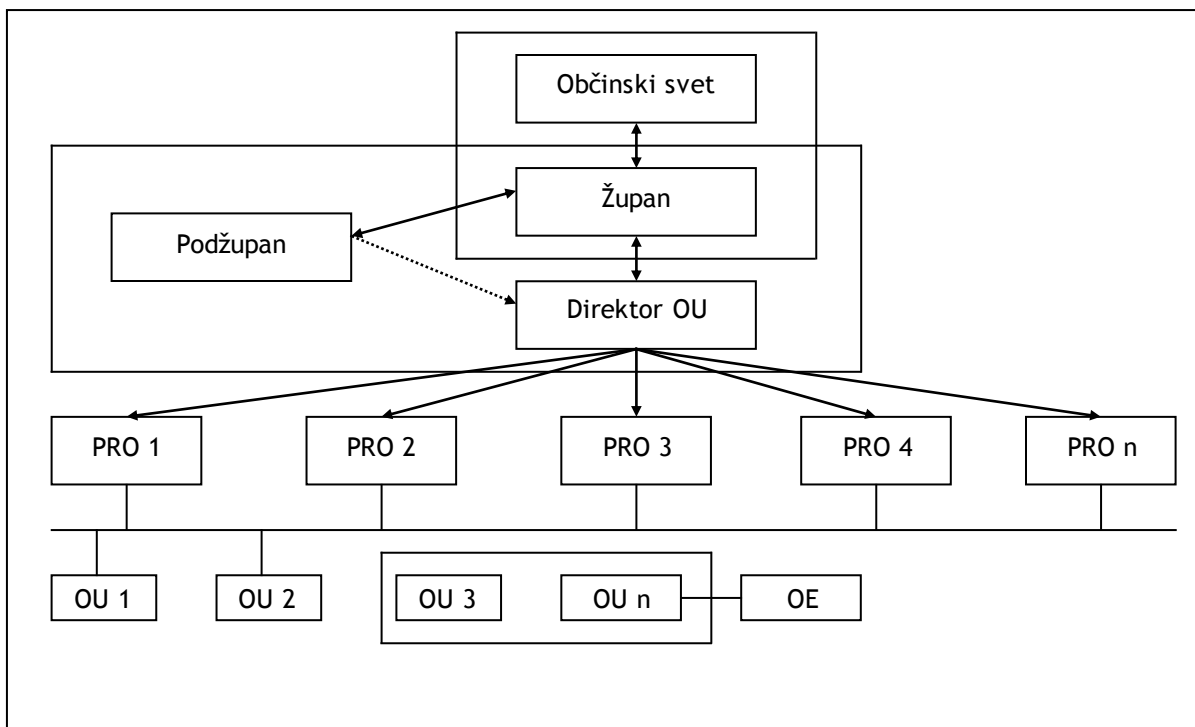 Občinski svet
Župan
Podžupan
Direktor OU
PRO 1
PRO 2
PRO 3
PRO 4
PRO n
OU 1
OU 2
OU 3
OU n
OE